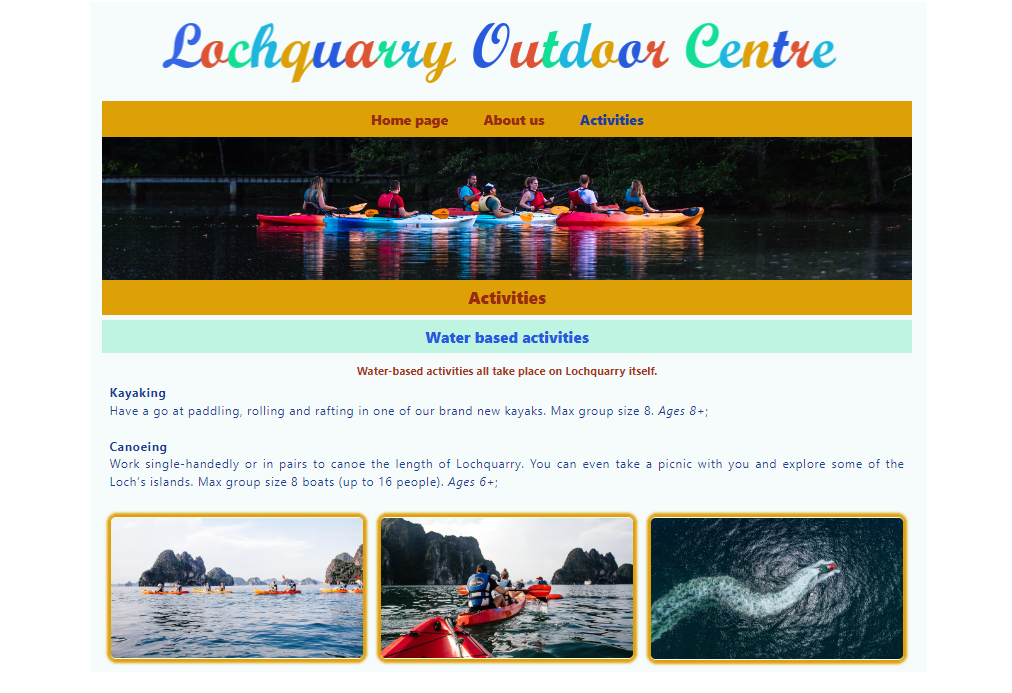 Lochquarry Outdoor Centre
Home page About us Activities
Activities
Water based activities
Water-based activities all take place on Lochquarry itself.
Kayaking
Have a go at paddling, rolling and rafting in one of our brand new kayaks. Max group size 8. Ages 8+;
Canoeing
Work single-handedly or in pairs to canoe the length of Lochquarry. You can even take a picnic with you and explore some of the
Loch's islands. Max group size 8 boats (up to 16 people). Ages 6+;